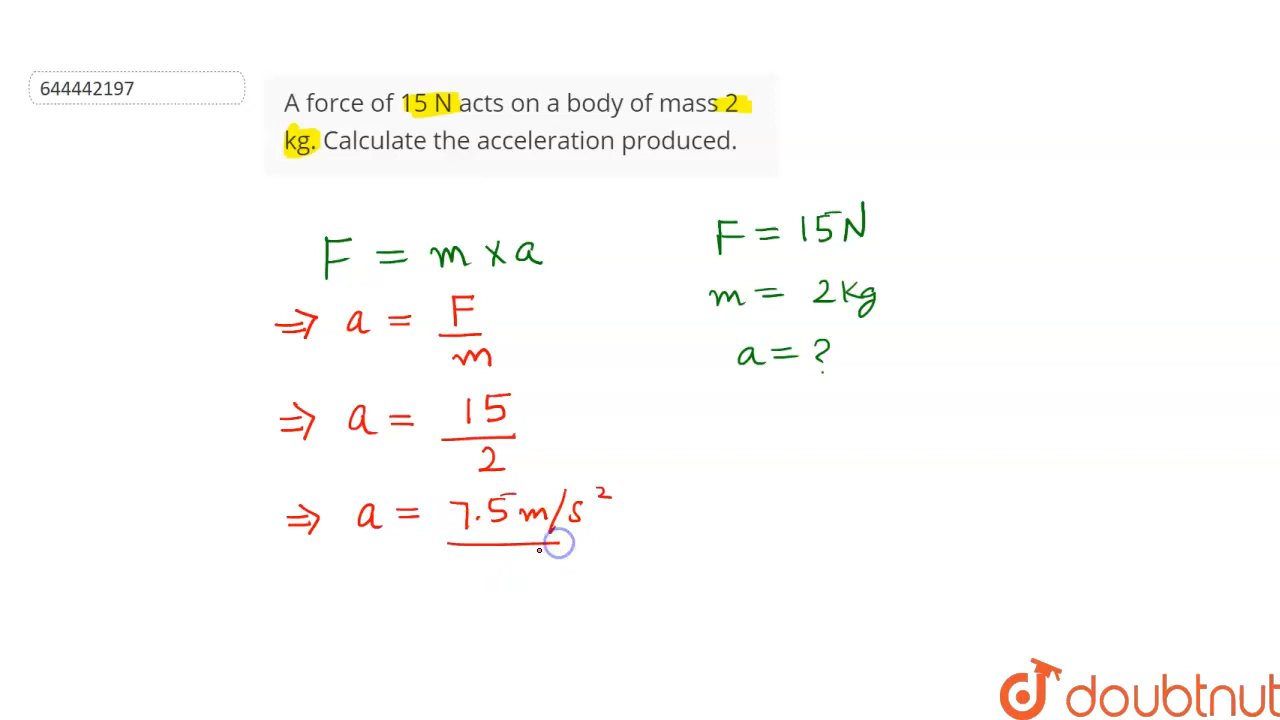 644442197
A force of 15 N acts on a body of mass 2
kg. Calculate the acceleration produced.
F = m × a
⇒ a = F/m
⇒ a = 15/2
⇒ a = 7.5 m/s²
F = 15N
m = 2kg
a = ?
doubtnut